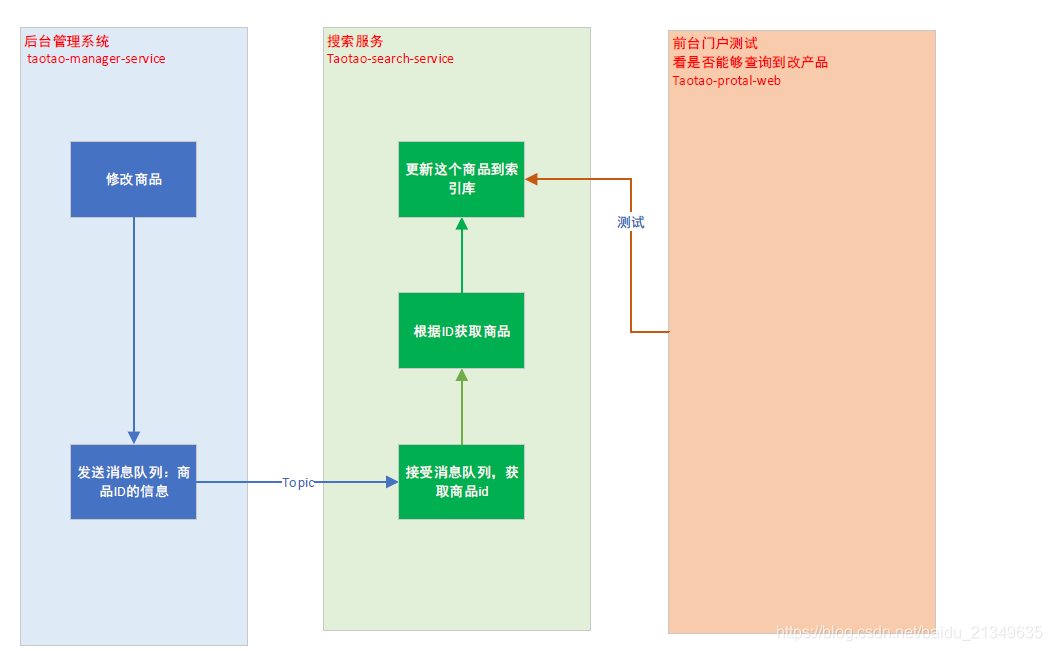 后台管理系统
taotao-manager-service
修改商品
发送消息队列：商
品ID的信息
Topic
搜索服务
Taotao-search-service
更新这个商品到索
引库
根据ID获取商品
接受消息队列，获
取商品id
测试
前台门户测试
看是否能够查询到改产品
Taotao-protal-web
https://blog.csdn.net/baidu_21349635